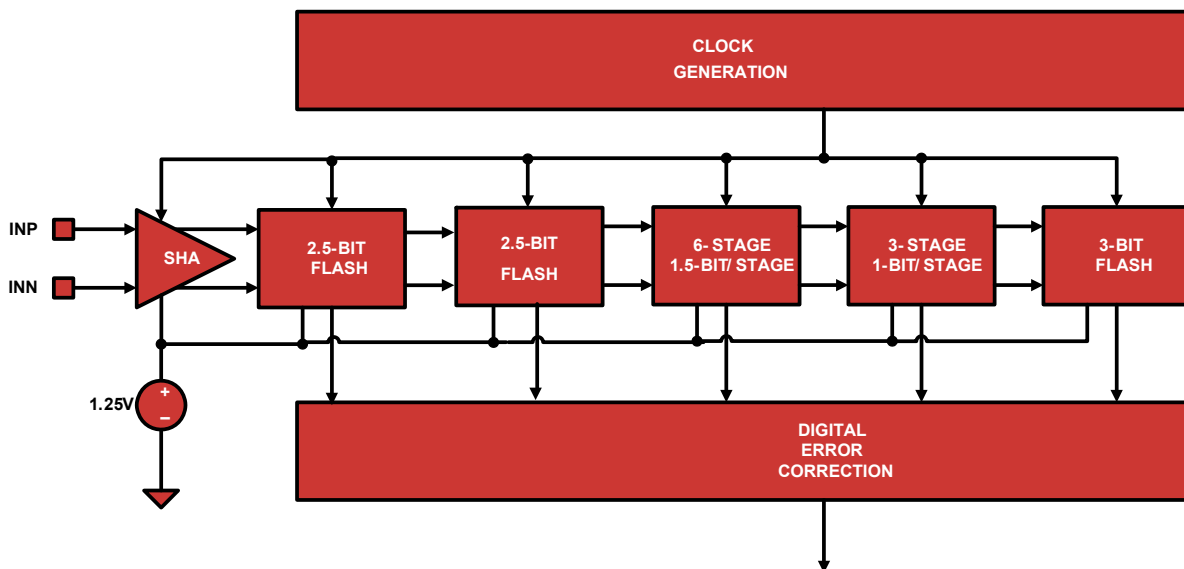 CLOCK
GENERATION
INP
INN
SHA
2.5-BIT
FLASH
2.5-BIT
FLASH
6- STAGE
1.5-BIT/ STAGE
3- STAGE
1-BIT/ STAGE
3-BIT
FLASH
1.25V
+
–
DIGITAL
ERROR
CORRECTION